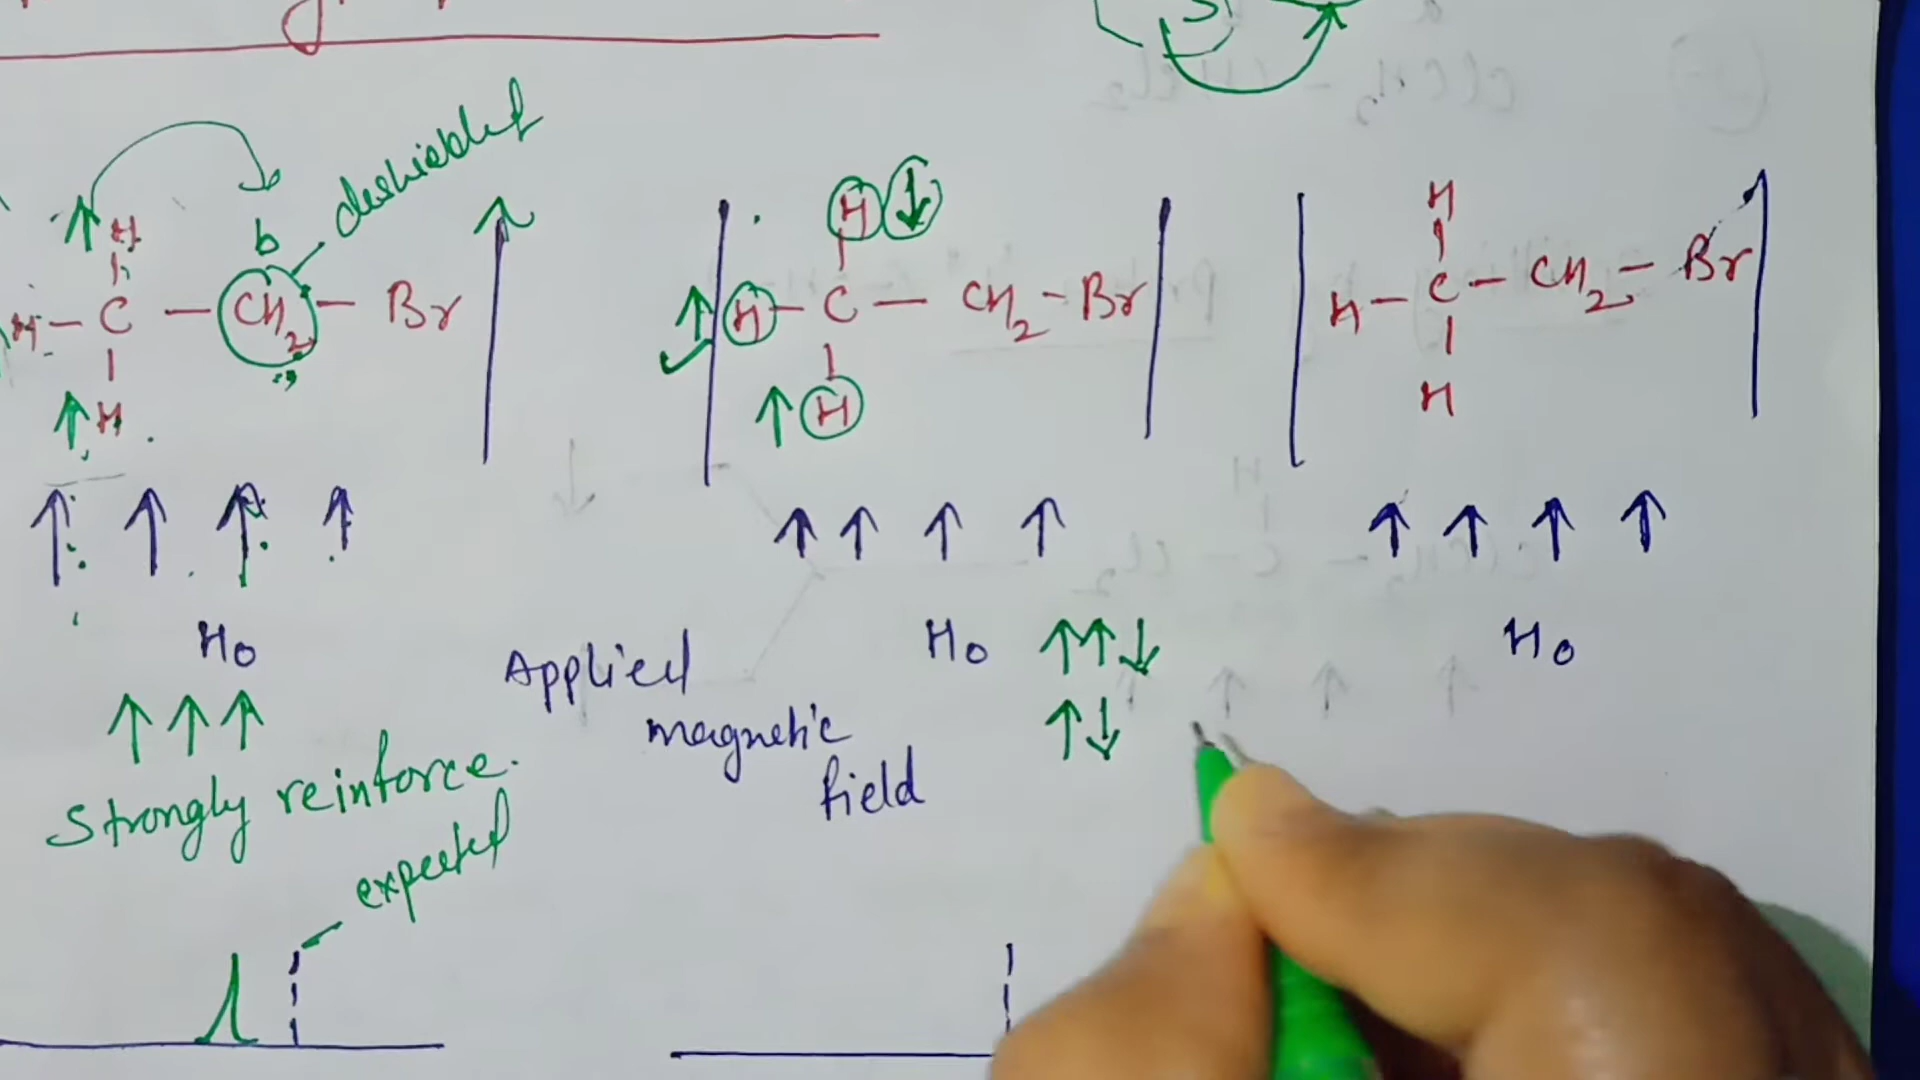 b
deshielded
H
H – C – CH2 – Br
H
↑ ↑ ↑ ↑
H0
↑↑↑
Strongly reinforce.
expected
H ↓
↑ H – C – CH2 – Br
↑ H
↑ ↑ ↑ ↑
H0
Applied
magnetic
field
↑↑↓
↑↓
H
H – C – CH2 – Br
H
↑ ↑ ↑ ↑
H0